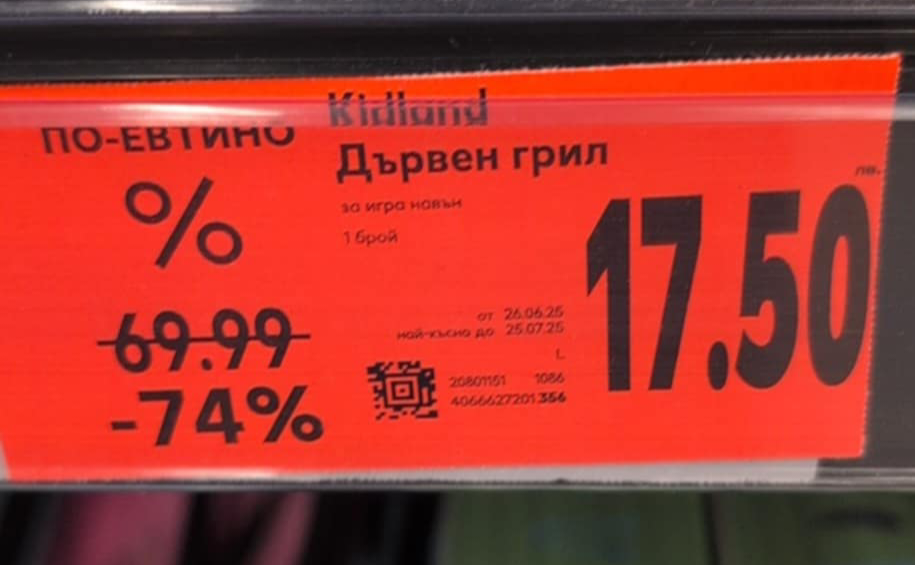 ПО-ЕВТИНО
%
69.99
-74%
Kidland
Дървен грил
за игра навън
1 брой
от 26.06.25
най-късно до 25.07.25
L
20801151 1086
4066627201356
лв.
17.50